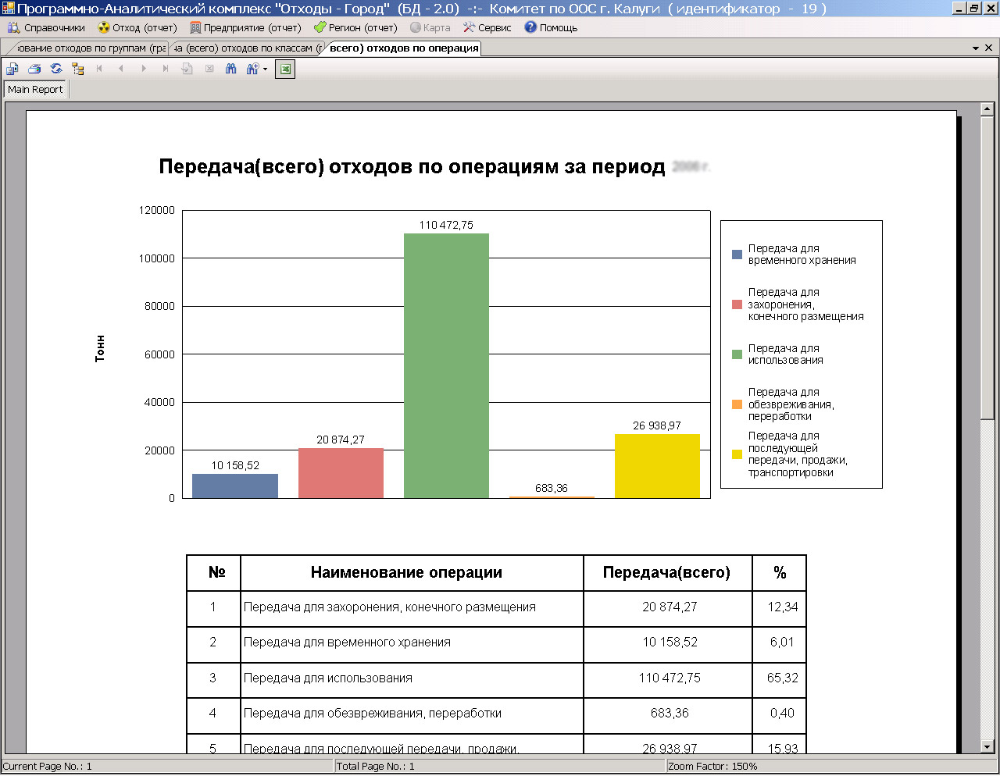 Программно-Аналитический комплекс "Отходы - Город" (БД - 2.0) -:- Комитет по ООС г. Калуги ( идентификатор - 19 )
Справочники Отход (отчет) Предприятие (отчет) Регион (отчет) Карта Сервис Помощь
ование отходов по группам (гра ча (всего) отходов по классам (г всего) отходов по операция
Main Report
Передача(всего) отходов по операциям за период
120000
100000
80000
60000
40000
20000
0
Тонн
10 158,52
20 874,27
110 472,75
683,36
26 938,97
Передача для
временного хранения
Передача для
захоронения,
конечного размещения
Передача для
использования
Передача для
обезвреживания,
переработки
Передача для
последующей
передачи, продажи,
транспортировки
№ Наименование операции Передача(всего) %
1 Передача для захоронения, конечного размещения 20 874,27 12,34
2 Передача для временного хранения 10 158,52 6,01
3 Передача для использования 110 472,75 65,32
4 Передача для обезвреживания, переработки 683,36 0,40
5 Передача для последующей передачи, продажи, 26 938,97 15,93
Current Page No.: 1 Total Page No.: 1 Zoom Factor: 150%